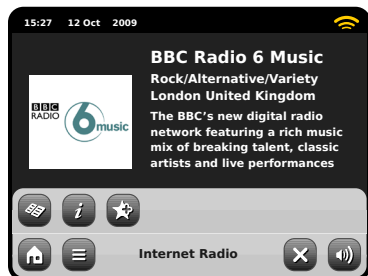 15:27 12 Oct 2009
BBC Radio 6 Music
Rock/Alternative/Variety
London United Kingdom
The BBC's new digital radio
network featuring a rich music
mix of breaking talent, classic
artists and live performances
BBC
RADIO
6
music
i
Internet Radio